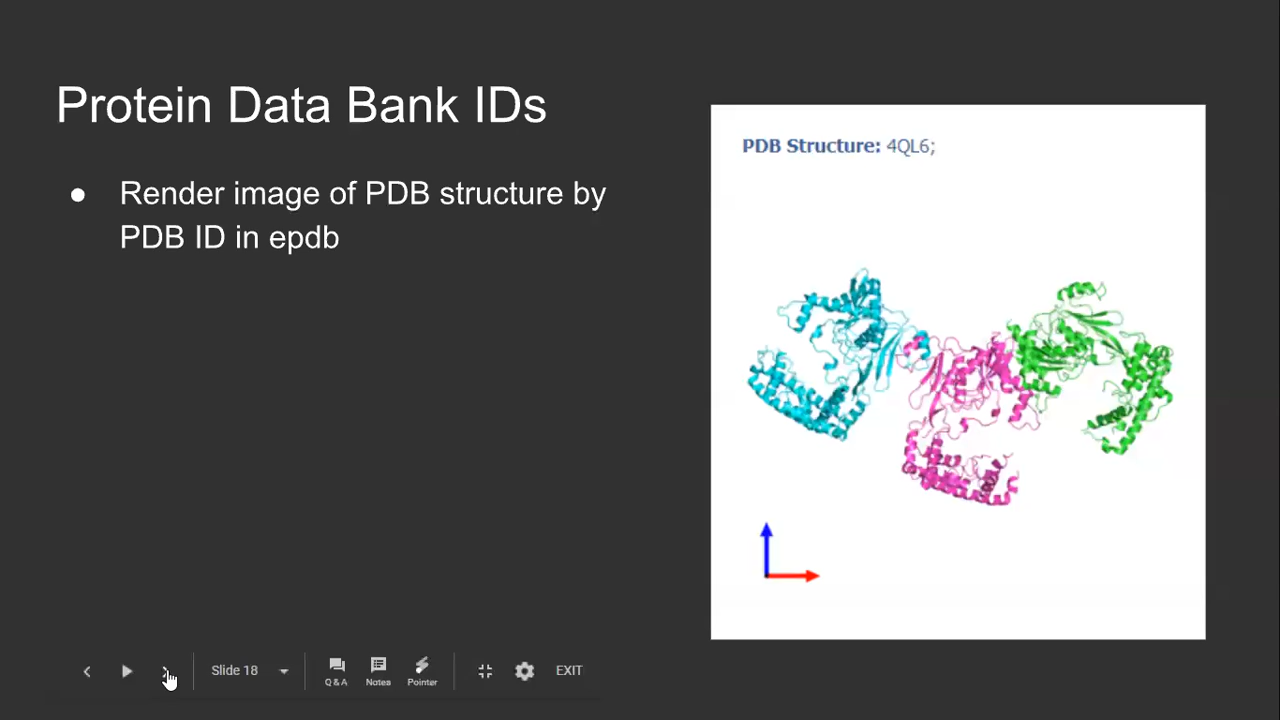 Protein Data Bank IDs
● Render image of PDB structure by
PDB ID in epdb
PDB Structure: 4QL6;
Slide 18
Q & A
Notes
Pointer
EXIT